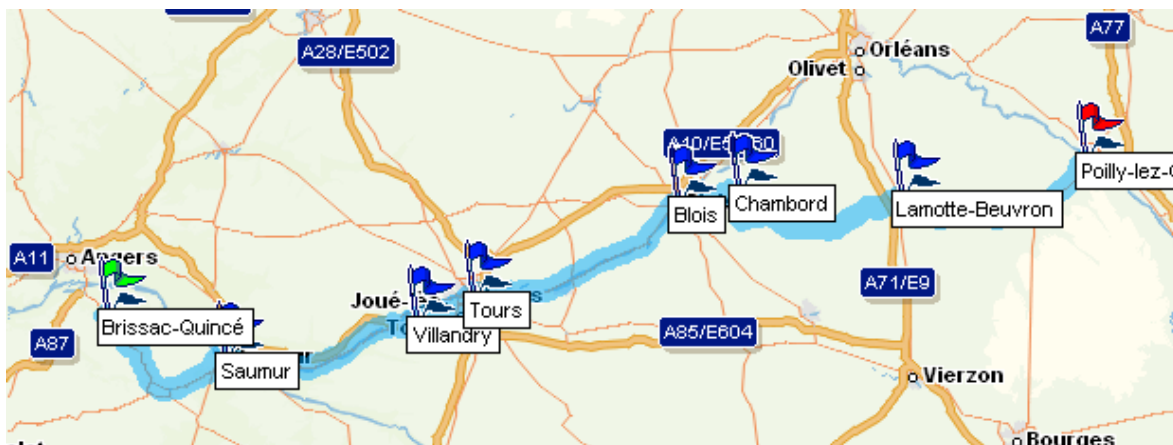 A77
A28/E502
Orléans
Olivet
Poilly-lez-
Blois
Chambord
Lamotte-Beuvron
A11
Angers
Tours
Villandry
A71/E9
Brissac-Quincé
A87
Saumur
A85/E604
Vierzon
Bourges